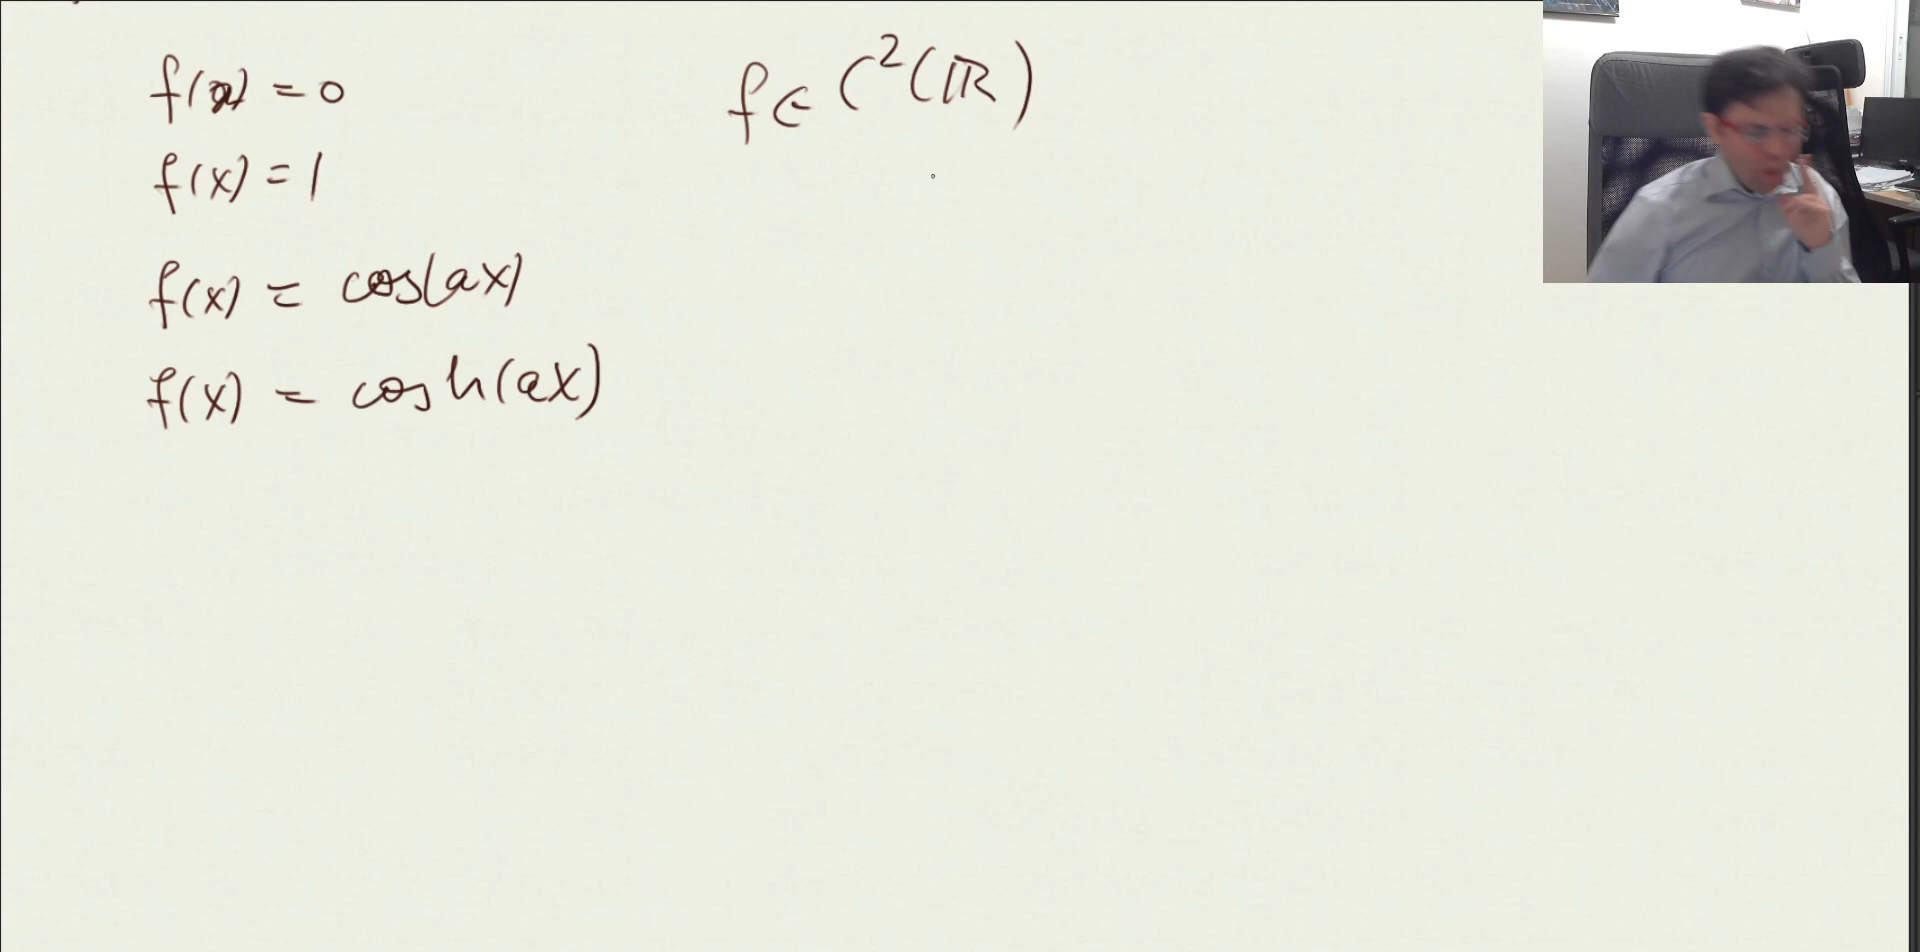 f(x) = 0
f(x) = 1
f(x) = cos(ax)
f(x) = cosh(ax)
f ∈ C²(ℝ)